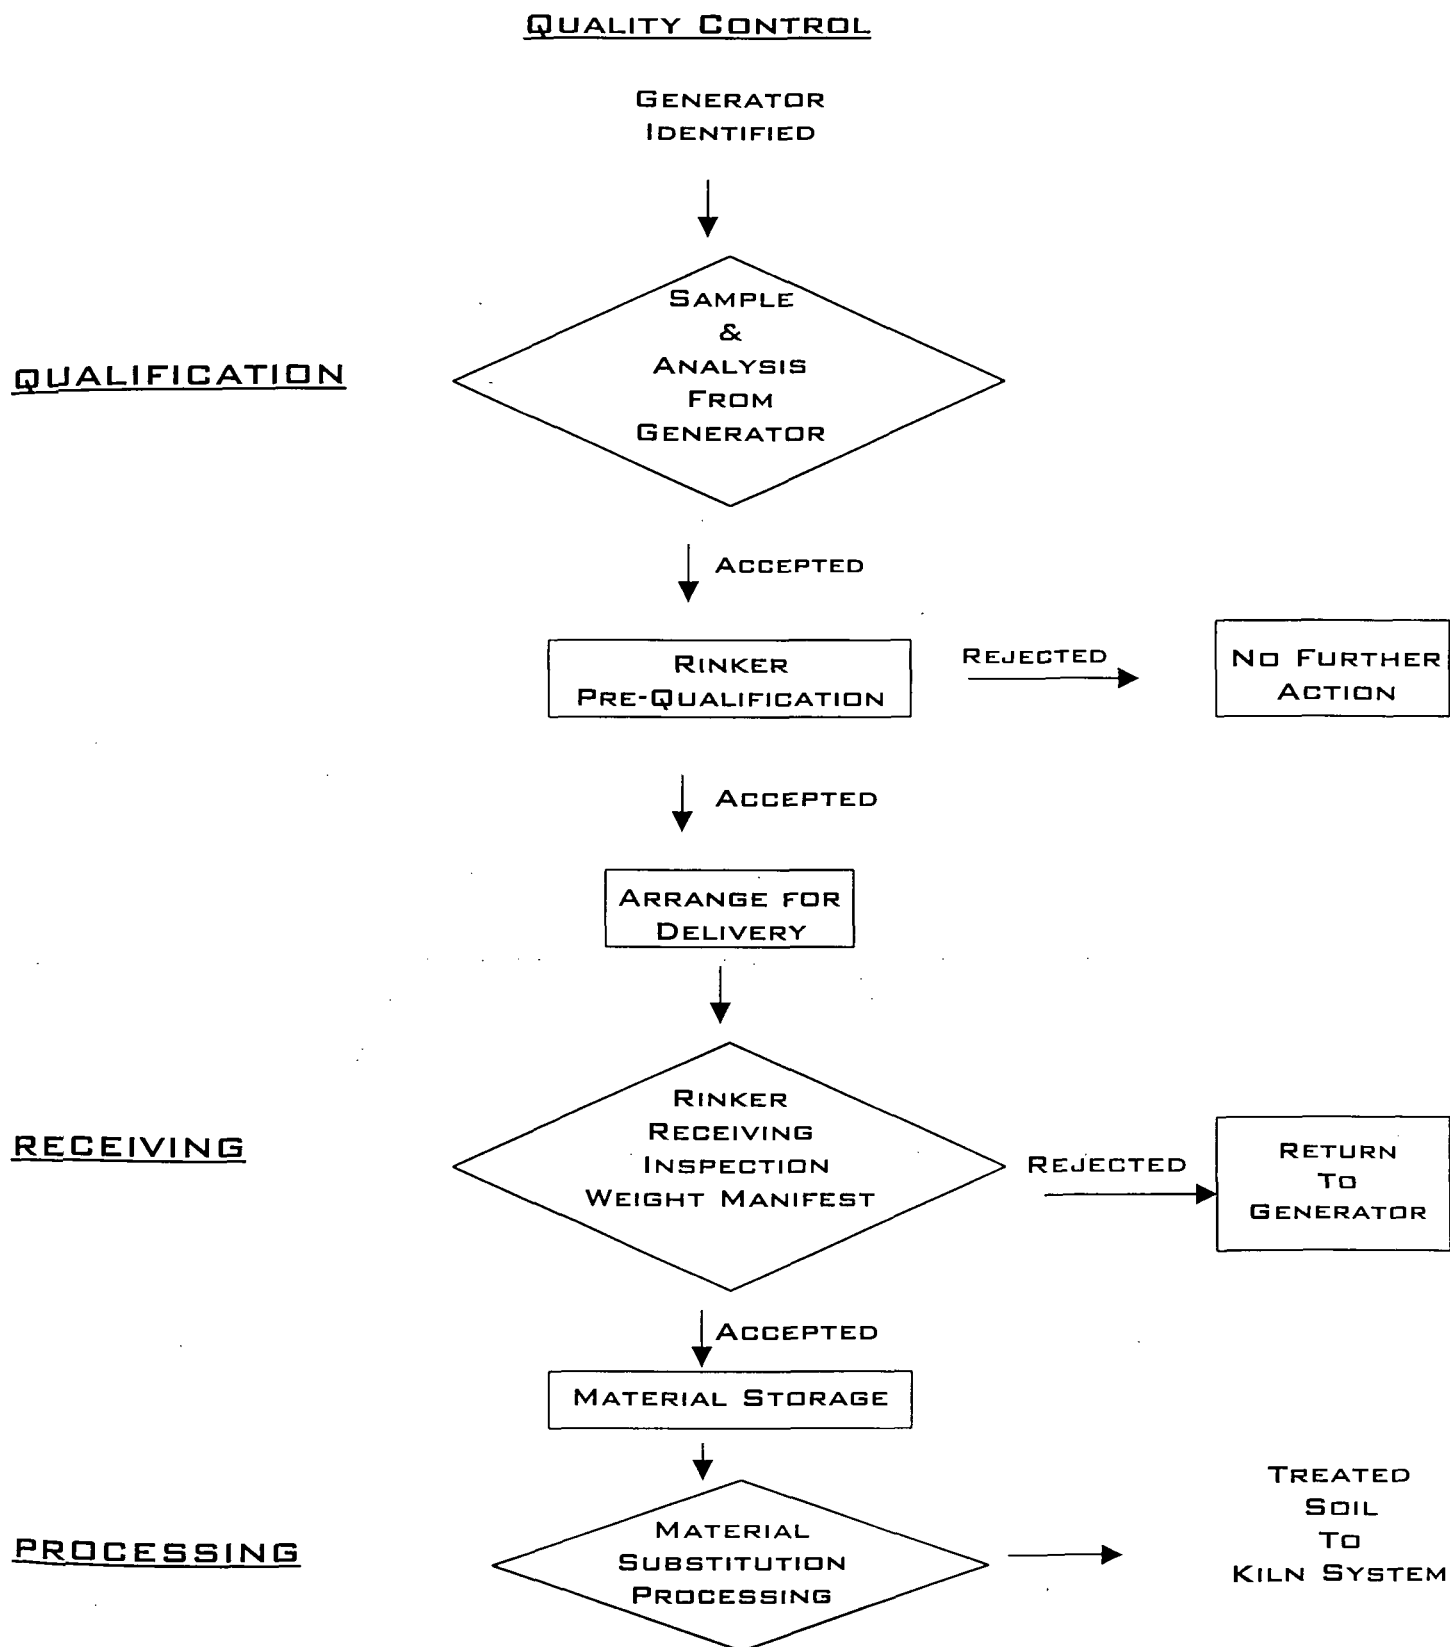 QUALITY CONTROL
GENERATOR
IDENTIFIED
SAMPLE
&
ANALYSIS
FROM
GENERATOR
QUALIFICATION
ACCEPTED
RINKER
PRE-QUALIFICATION
REJECTED
NO FURTHER
ACTION
ACCEPTED
ARRANGE FOR
DELIVERY
RINKER
RECEIVING
INSPECTION
WEIGHT MANIFEST
RECEIVING
REJECTED
RETURN
TO
GENERATOR
ACCEPTED
MATERIAL STORAGE
MATERIAL
SUBSTITUTION
PROCESSING
PROCESSING
TREATED
SOIL
TO
KILN SYSTEM